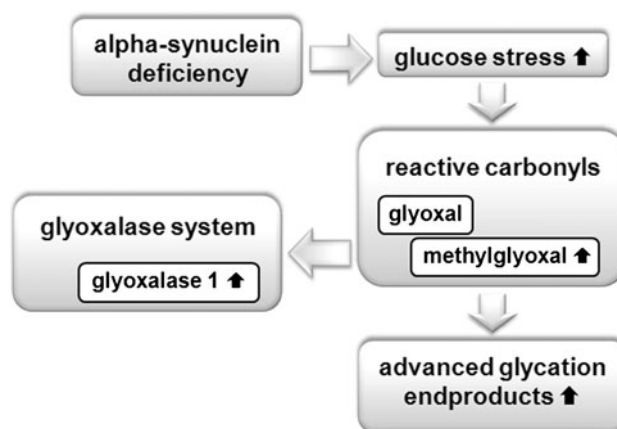 alpha-synuclein
deficiency
glucose stress ⬆
reactive carbonyls
glyoxal
methylglyoxal ⬆
glyoxalase system
glyoxalase 1 ⬆
advanced glycation
endproducts ⬆